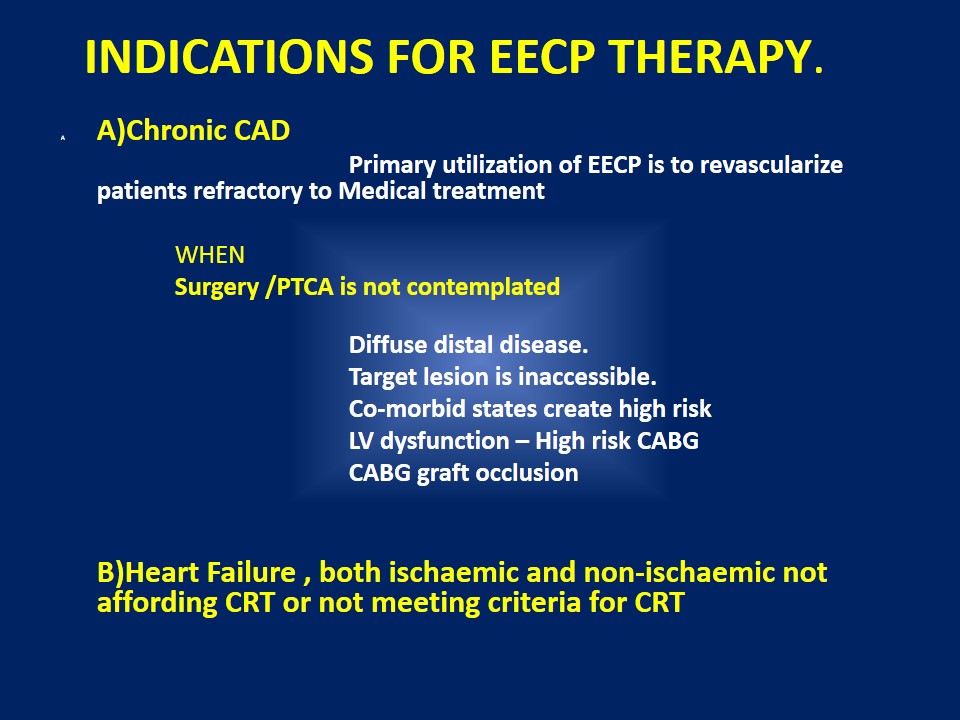 INDICATIONS FOR EECP THERAPY.
A A)Chronic CAD
Primary utilization of EECP is to revascularize
patients refractory to Medical treatment
WHEN
Surgery /PTCA is not contemplated
Diffuse distal disease.
Target lesion is inaccessible.
Co-morbid states create high risk
LV dysfunction – High risk CABG
CABG graft occlusion
B)Heart Failure , both ischaemic and non-ischaemic not
affording CRT or not meeting criteria for CRT